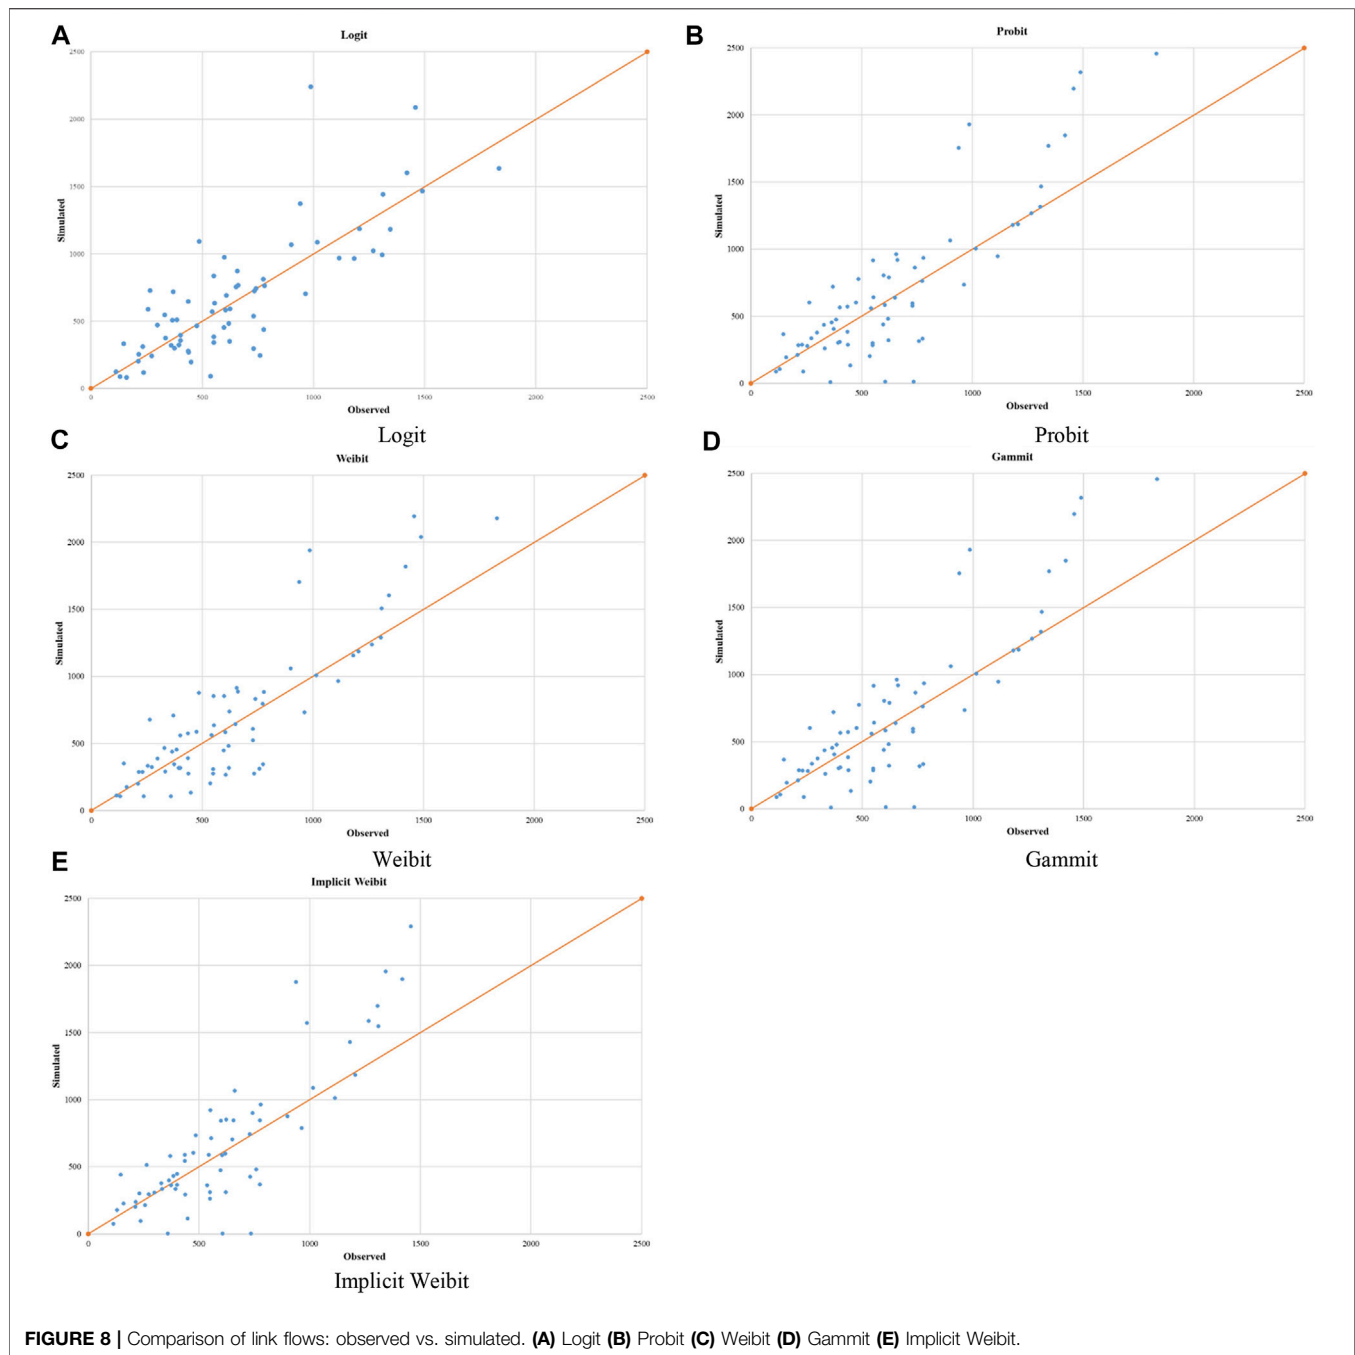 A
Logit
2500
2000
1500
1000
500
0
Simulated
0 500 1000 1500 2000 2500
Observed
Logit
B
Probit
2500
2000
1500
1000
500
0
Simulated
0 500 1000 1500 2000 2500
Observed
Probit
C
Weibit
2500
2000
1500
1000
500
0
Simulated
0 500 1000 1500 2000 2500
Observed
Weibit
D
Gammit
2500
2000
1500
1000
500
0
Simulated
0 500 1000 1500 2000 2500
Observed
Gammit
E
Implicit Weibit
2500
2000
1500
1000
500
0
Simulated
0 500 1000 1500 2000 2500
Observed
Implicit Weibit
FIGURE 8 | Comparison of link flows: observed vs. simulated. (A) Logit (B) Probit (C) Weibit (D) Gammit (E) Implicit Weibit.